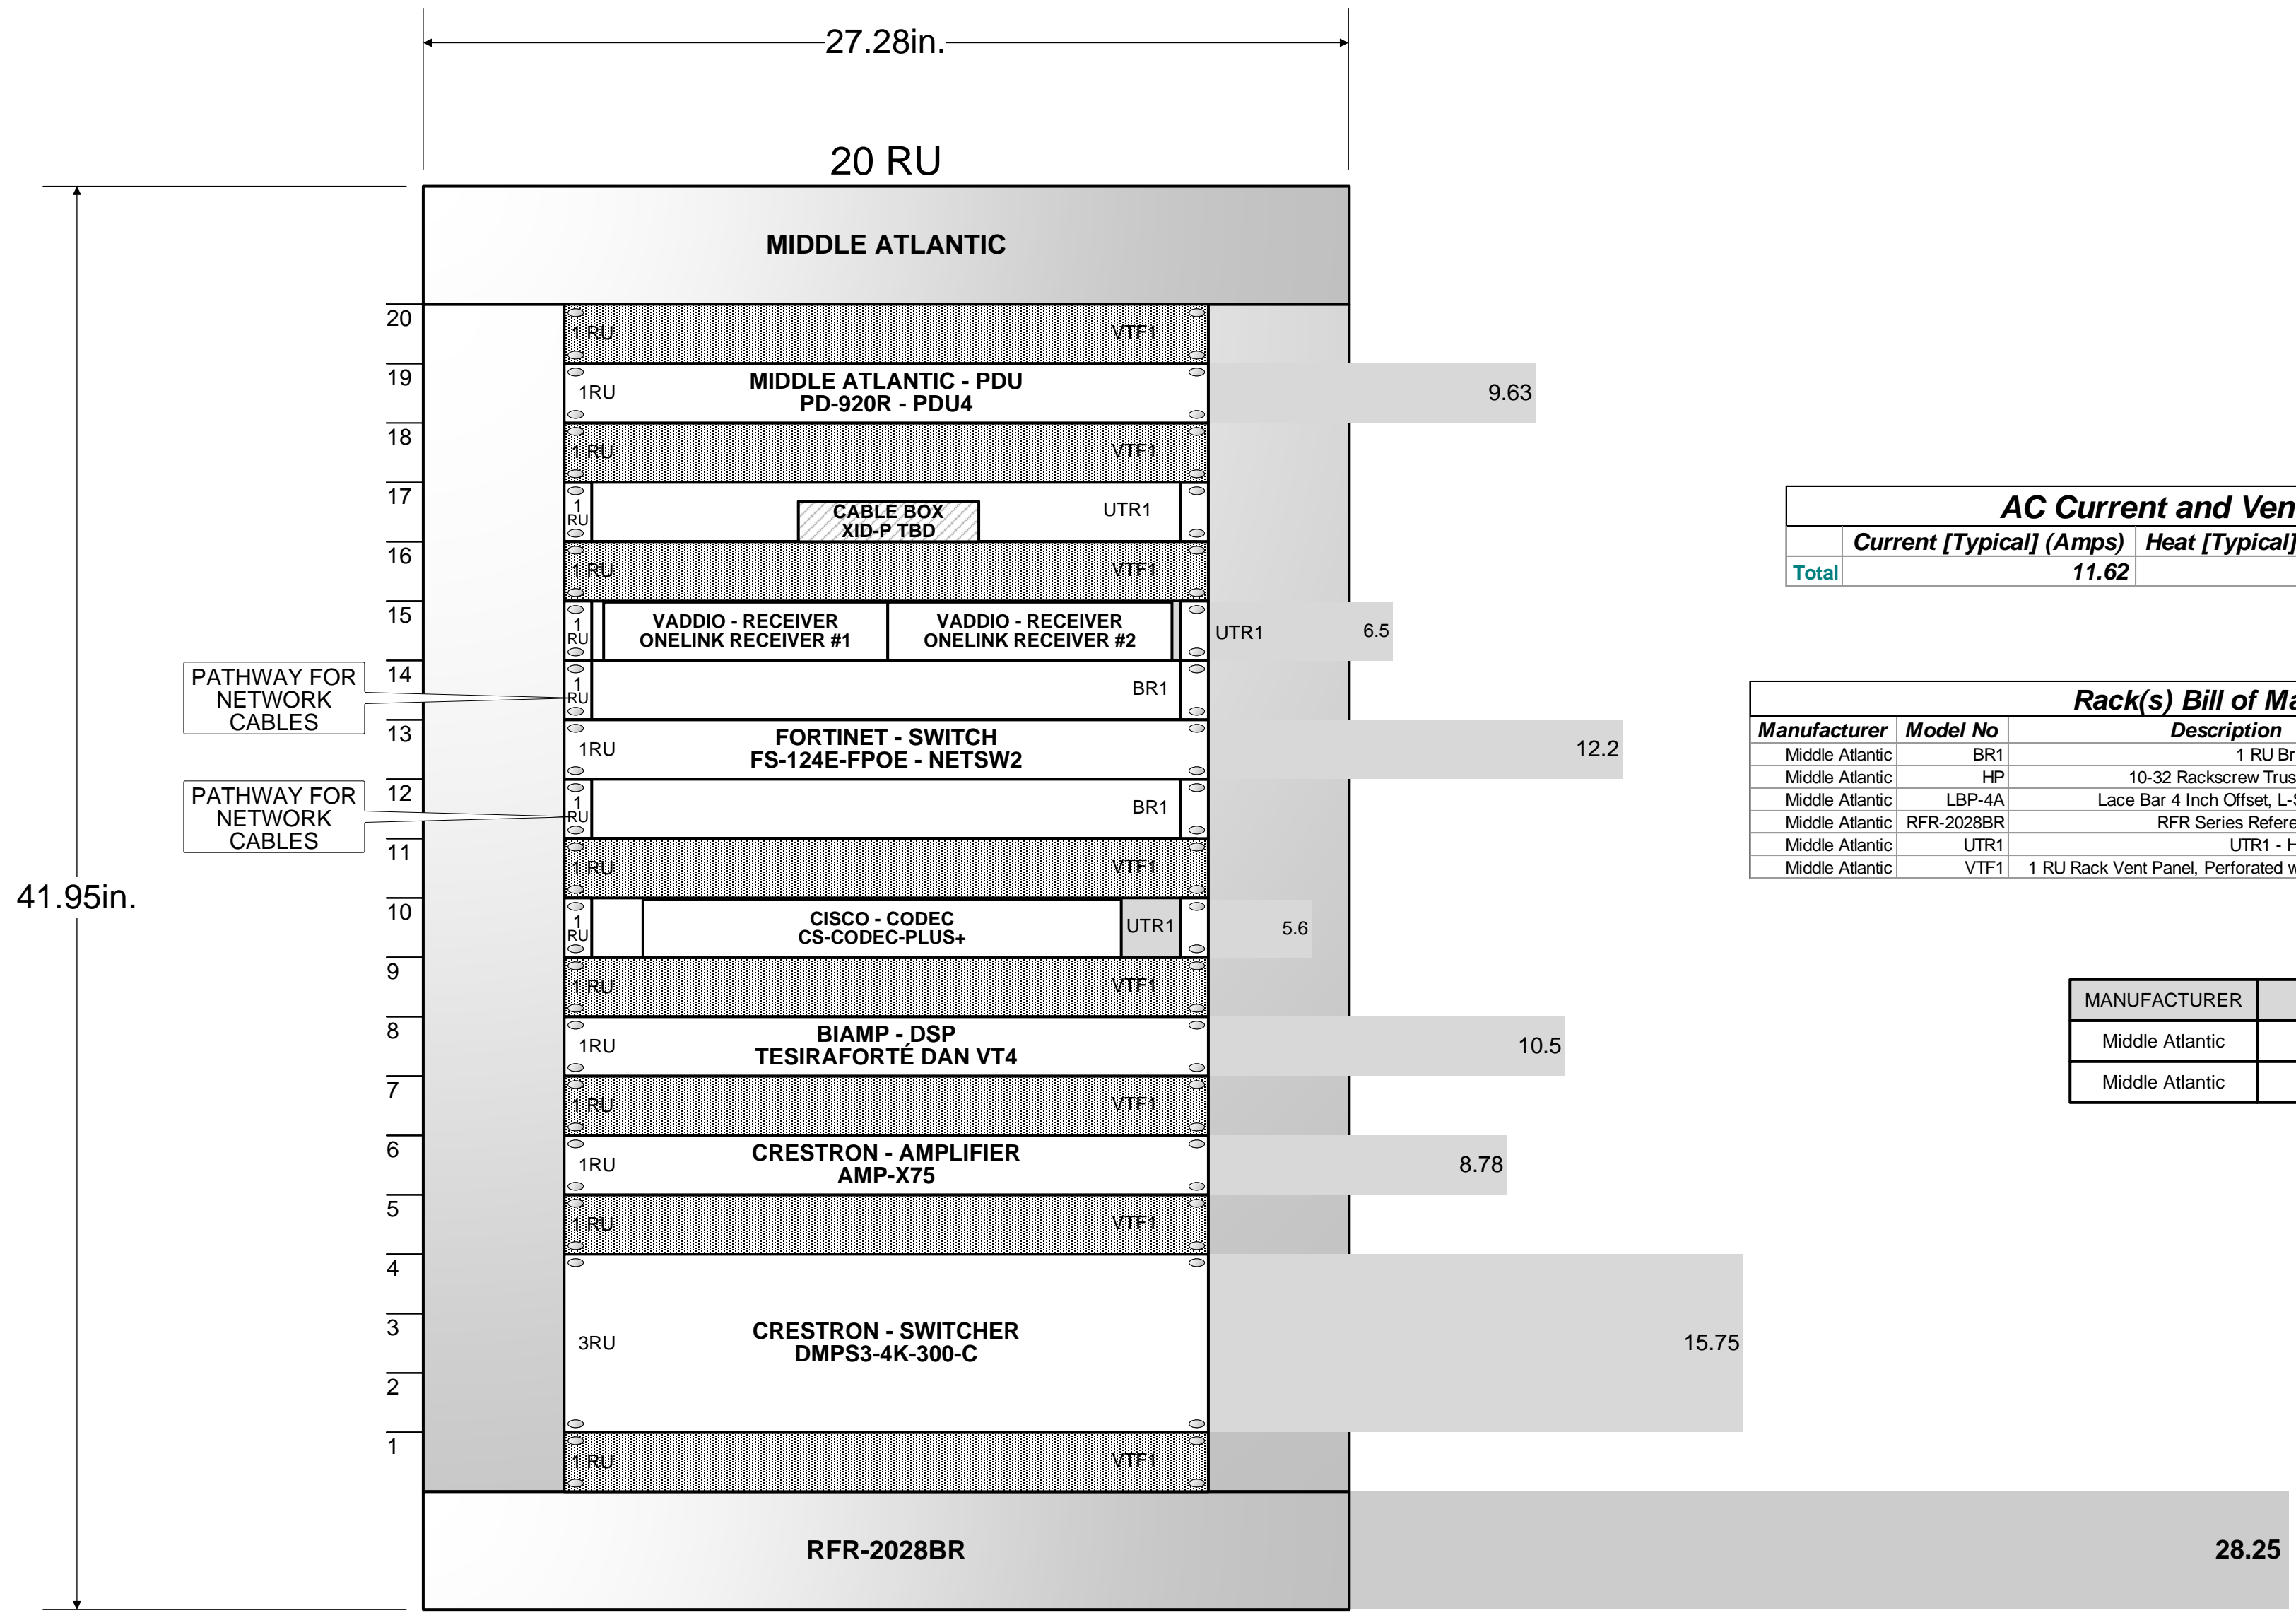 27.28in.
20 RU
41.95in.
MIDDLE ATLANTIC
20
1 RU VTF1
19
1RU
MIDDLE ATLANTIC - PDU
PD-920R - PDU4
9.63
18
1 RU VTF1
17
1
RU
CABLE BOX
XID-P TBD
UTR1
16
1 RU VTF1
15
1
RU
VADDIO - RECEIVER
ONELINK RECEIVER #1
VADDIO - RECEIVER
ONELINK RECEIVER #2
UTR1
6.5
PATHWAY FOR
NETWORK
CABLES
14
1
RU
BR1
13
1RU
FORTINET - SWITCH
FS-124E-FPOE - NETSW2
12.2
PATHWAY FOR
NETWORK
CABLES
12
1
RU
BR1
11
1 RU VTF1
10
1
RU
CISCO - CODEC
CS-CODEC-PLUS+
UTR1
5.6
9
1 RU VTF1
8
1RU
BIAMP - DSP
TESIRAFORTÉ DAN VT4
10.5
7
1 RU VTF1
6
1RU
CRESTRON - AMPLIFIER
AMP-X75
8.78
5
1 RU VTF1
4
3
2
3RU
CRESTRON - SWITCHER
DMPS3-4K-300-C
15.75
1
1 RU VTF1
RFR-2028BR
28.25
AC Current and Ven
Current [Typical] (Amps) Heat [Typical]
Total 11.62
Rack(s) Bill of Ma
Manufacturer Model No Description
Middle Atlantic BR1 1 RU Br
Middle Atlantic HP 10-32 Rackscrew Trus
Middle Atlantic LBP-4A Lace Bar 4 Inch Offset, L-S
Middle Atlantic RFR-2028BR RFR Series Refere
Middle Atlantic UTR1 UTR1 - H
Middle Atlantic VTF1 1 RU Rack Vent Panel, Perforated w
MANUFACTURER
Middle Atlantic
Middle Atlantic